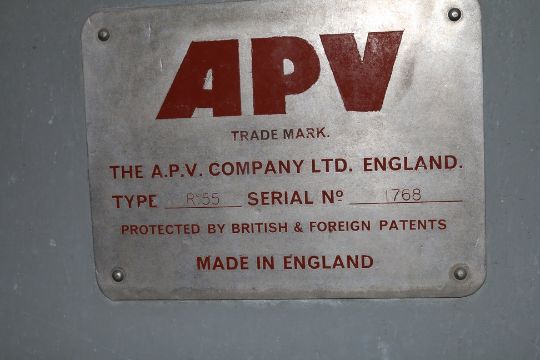 APV
TRADE MARK.
THE A.P.V. COMPANY LTD. ENGLAND.
TYPE R55 SERIAL Nº 1768
PROTECTED BY BRITISH & FOREIGN PATENTS
MADE IN ENGLAND